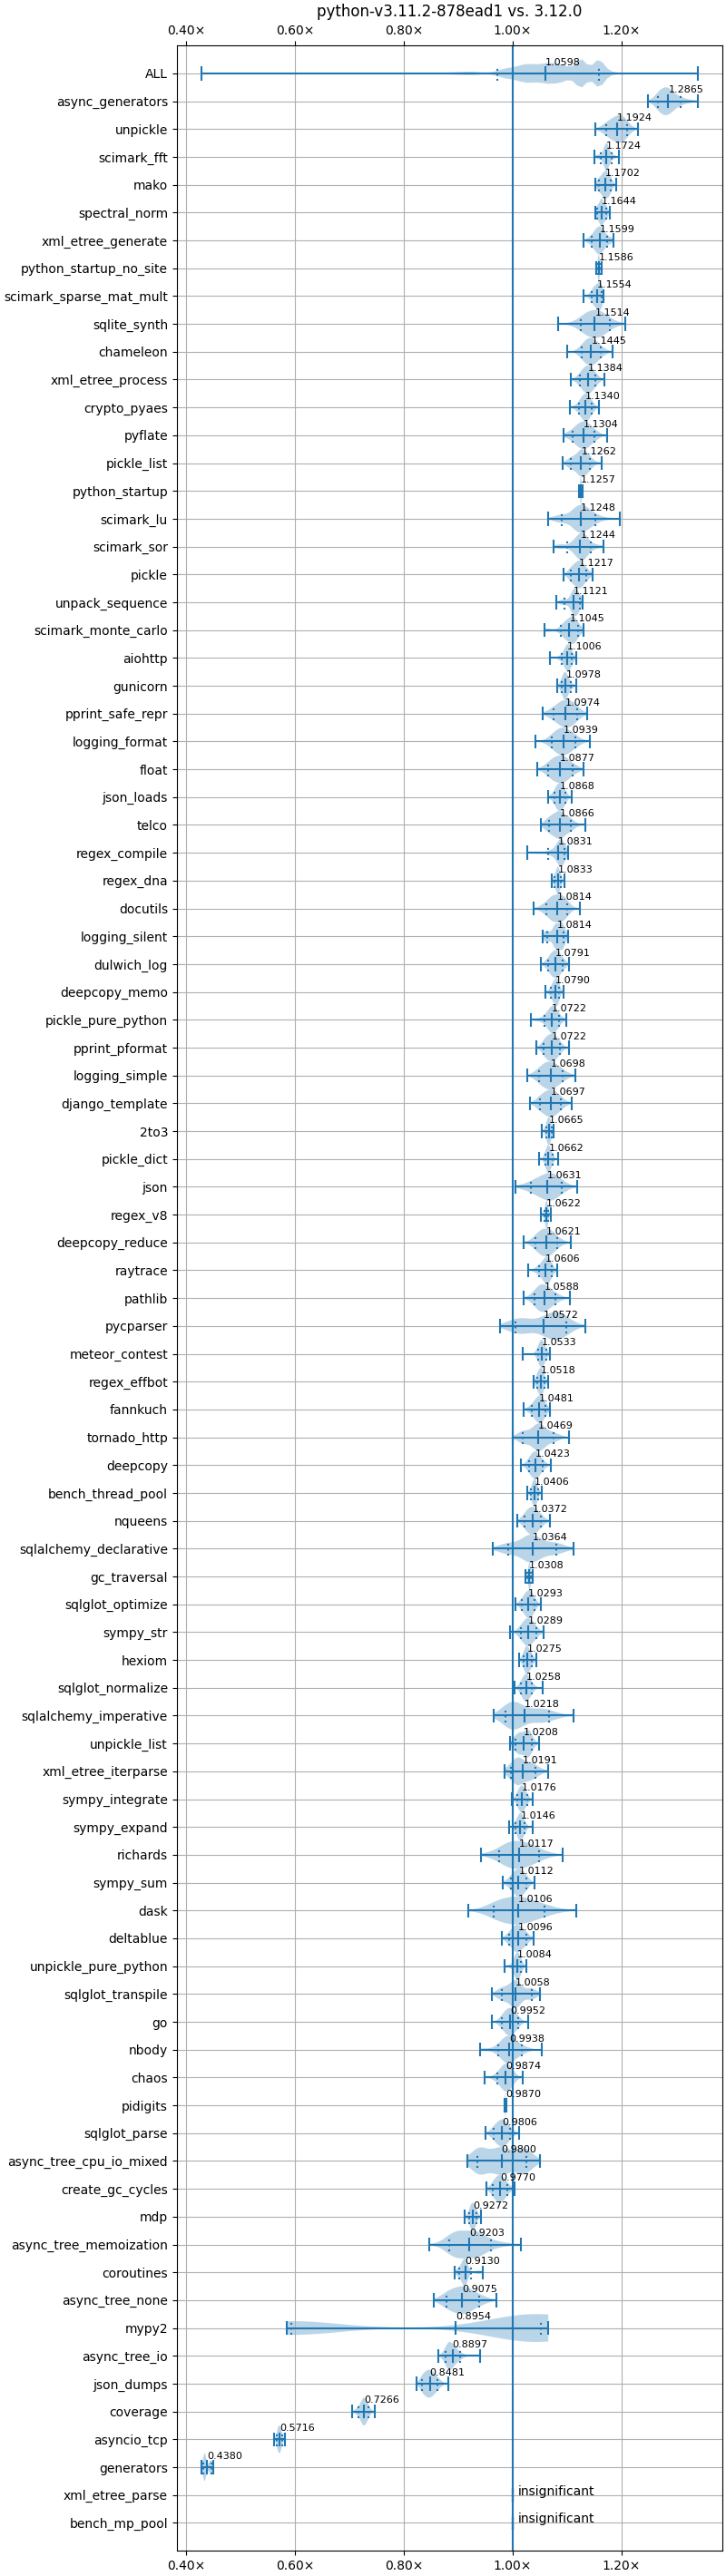 python-v3.11.2-878ead1 vs. 3.12.0
0.40× 0.60× 0.80× 1.00× 1.20×
ALL 1.0598
async_generators 1.2865
unpickle 1.1924
scimark_fft 1.1724
mako 1.1702
spectral_norm 1.1644
xml_etree_generate 1.1599
python_startup_no_site 1.1586
scimark_sparse_mat_mult 1.1554
sqlite_synth 1.1514
chameleon 1.1445
xml_etree_process 1.1384
crypto_pyaes 1.1340
pyflate 1.1304
pickle_list 1.1262
python_startup 1.1257
scimark_lu 1.1248
scimark_sor 1.1244
pickle 1.1217
unpack_sequence 1.1121
scimark_monte_carlo 1.1045
aiohttp 1.1006
gunicorn 1.0978
pprint_safe_repr 1.0974
logging_format 1.0939
float 1.0877
json_loads 1.0868
telco 1.0866
regex_compile 1.0831
regex_dna 1.0833
docutils 1.0814
logging_silent 1.0814
dulwich_log 1.0791
deepcopy_memo 1.0790
pickle_pure_python 1.0722
pprint_pformat 1.0722
logging_simple 1.0698
django_template 1.0697
2to3 1.0665
pickle_dict 1.0662
json 1.0631
regex_v8 1.0622
deepcopy_reduce 1.0621
raytrace 1.0606
pathlib 1.0588
pycparser 1.0572
meteor_contest 1.0533
regex_effbot 1.0518
fannkuch 1.0481
tornado_http 1.0469
deepcopy 1.0423
bench_thread_pool 1.0406
nqueens 1.0372
sqlalchemy_declarative 1.0364
gc_traversal 1.0308
sqlglot_optimize 1.0293
sympy_str 1.0289
hexiom 1.0275
sqlglot_normalize 1.0258
sqlalchemy_imperative 1.0218
unpickle_list 1.0208
xml_etree_iterparse 1.0191
sympy_integrate 1.0176
sympy_expand 1.0146
richards 1.0117
sympy_sum 1.0112
dask 1.0106
deltablue 1.0096
unpickle_pure_python 1.0084
sqlglot_transpile 1.0058
go 0.9952
nbody 0.9938
chaos 0.9874
pidigits 0.9870
sqlglot_parse 0.9806
async_tree_cpu_io_mixed 0.9800
create_gc_cycles 0.9770
mdp 0.9272
async_tree_memoization 0.9203
coroutines 0.9130
async_tree_none 0.9075
mypy2 0.8954
async_tree_io 0.8897
json_dumps 0.8481
coverage 0.7266
asyncio_tcp 0.5716
generators 0.4380
xml_etree_parse insignificant
bench_mp_pool insignificant
0.40× 0.60× 0.80× 1.00× 1.20×